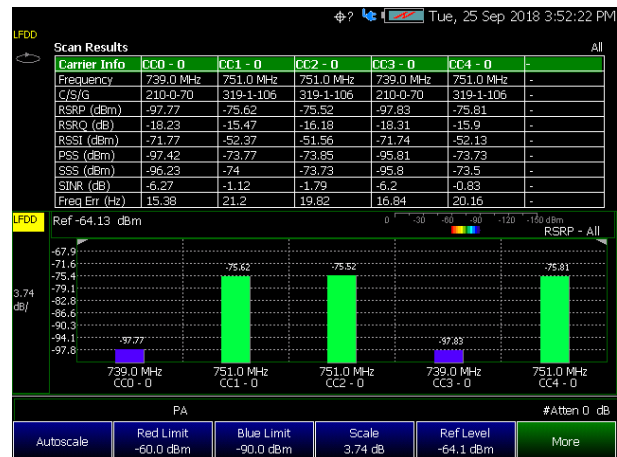 Tue, 25 Sep 2018 3:52:22 PM
LFDD
Scan Results All
Carrier Info CC0 - 0 CC1 - 0 CC2 - 0 CC3 - 0 CC4 - 0 -
Frequency 739.0 MHz 751.0 MHz 751.0 MHz 739.0 MHz 751.0 MHz -
C/S/G 210-0-70 319-1-106 319-1-106 210-0-70 319-1-106 -
RSRP (dBm) -97.77 -75.62 -75.52 -97.83 -75.81 -
RSRQ (dB) -18.23 -15.47 -16.18 -18.31 -15.9 -
RSSI (dBm) -71.77 -52.37 -51.56 -71.74 -52.13 -
PSS (dBm) -97.42 -73.77 -73.85 -95.81 -73.73 -
SSS (dBm) -96.23 -74 -73.73 -95.8 -73.5 -
SINR (dB) -6.27 -1.12 -1.79 -6.2 -0.83 -
Freq Err (Hz) 15.38 21.2 19.82 16.84 20.16 -
LFDD Ref -64.13 dBm 0 -30 -60 -90 -120 -150 dBm
RSRP - All
-67.9
-71.6
-75.4
-79.1
-82.8
-86.6
-90.3
-94.1
-97.8
3.74
dB/
-97.77 -75.62 -75.52 -97.83 -75.81
739.0 MHz 751.0 MHz 751.0 MHz 739.0 MHz 751.0 MHz
CC0 - 0 CC1 - 0 CC2 - 0 CC3 - 0 CC4 - 0
PA #Atten 0 dB
Autoscale
Red Limit
-60.0 dBm
Blue Limit
-90.0 dBm
Scale
3.74 dB
Ref Level
-64.1 dBm
More